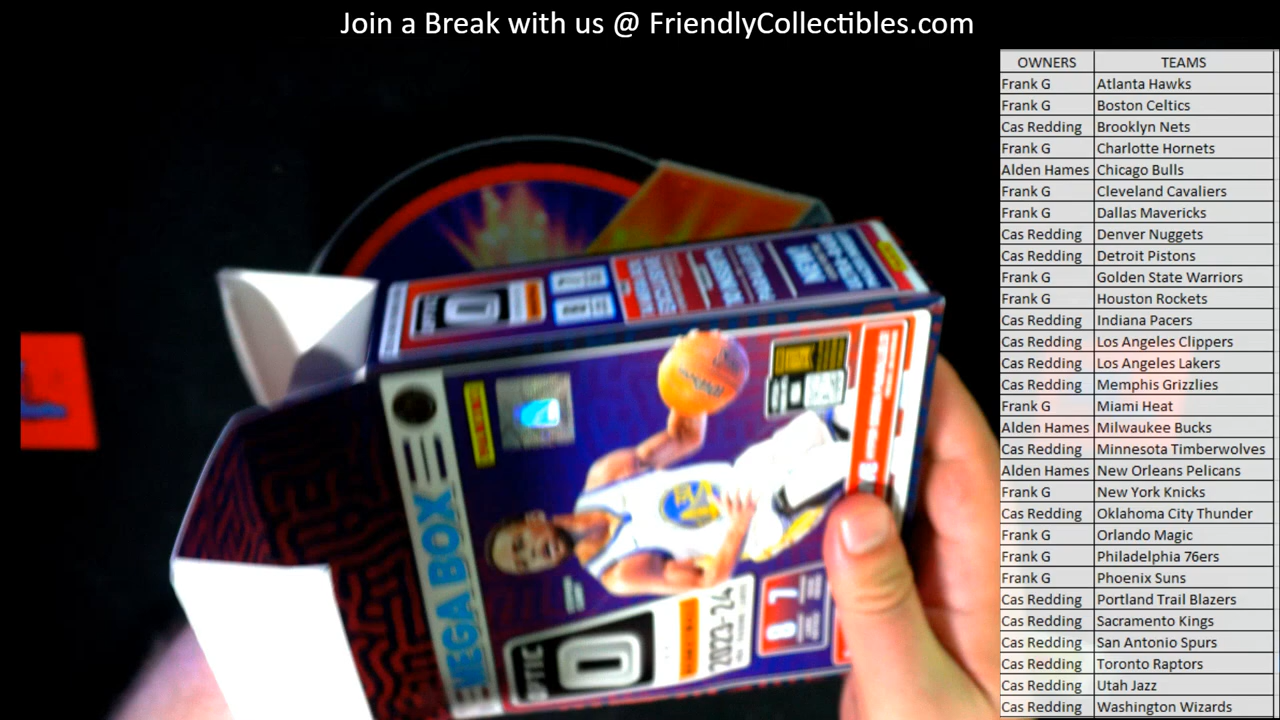 Join a Break with us @ FriendlyCollectibles.com
OWNERS TEAMS
Frank G Atlanta Hawks
Frank G Boston Celtics
Cas Redding Brooklyn Nets
Frank G Charlotte Hornets
Alden Hames Chicago Bulls
Frank G Cleveland Cavaliers
Frank G Dallas Mavericks
Cas Redding Denver Nuggets
Cas Redding Detroit Pistons
Frank G Golden State Warriors
Frank G Houston Rockets
Cas Redding Indiana Pacers
Cas Redding Los Angeles Clippers
Cas Redding Los Angeles Lakers
Cas Redding Memphis Grizzlies
Frank G Miami Heat
Alden Hames Milwaukee Bucks
Cas Redding Minnesota Timberwolves
Alden Hames New Orleans Pelicans
Frank G New York Knicks
Cas Redding Oklahoma City Thunder
Frank G Orlando Magic
Frank G Philadelphia 76ers
Frank G Phoenix Suns
Cas Redding Portland Trail Blazers
Cas Redding Sacramento Kings
Cas Redding San Antonio Spurs
Cas Redding Toronto Raptors
Cas Redding Utah Jazz
Cas Redding Washington Wizards
OPTIC
MEGA BOX
PANINI
OPTIC
2023-24
8 7